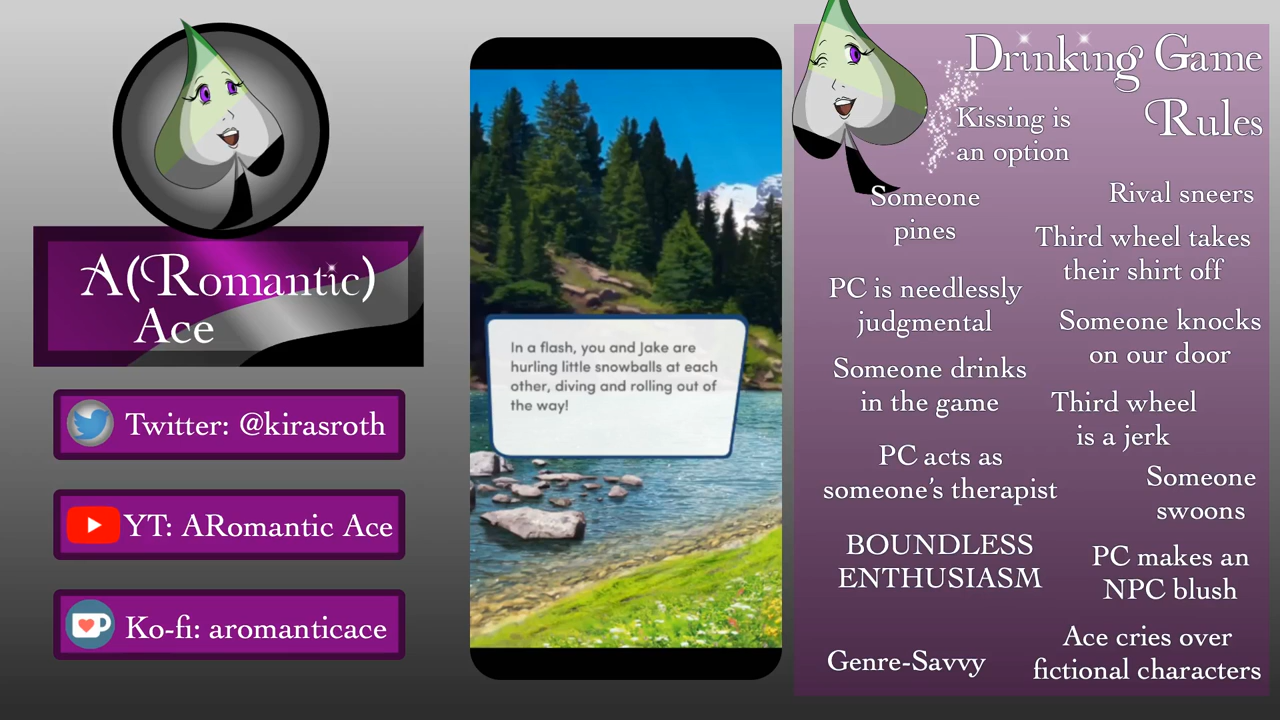 A(Romantic)
Ace
Twitter: @kirasroth
YT: ARomantic Ace
Ko-fi: aromanticace
In a flash, you and Jake are
hurling little snowballs at each
other, diving and rolling out of
the way!
Drinking Game
Rules
Kissing is
an option
Someone
pines
Rival sneers
Third wheel takes
their shirt off
PC is needlessly
judgmental
Someone knocks
on our door
Someone drinks
in the game
Third wheel
is a jerk
PC acts as
someone's therapist
Someone
swoons
BOUNDLESS
ENTHUSIASM
PC makes an
NPC blush
Genre-Savvy
Ace cries over
fictional characters